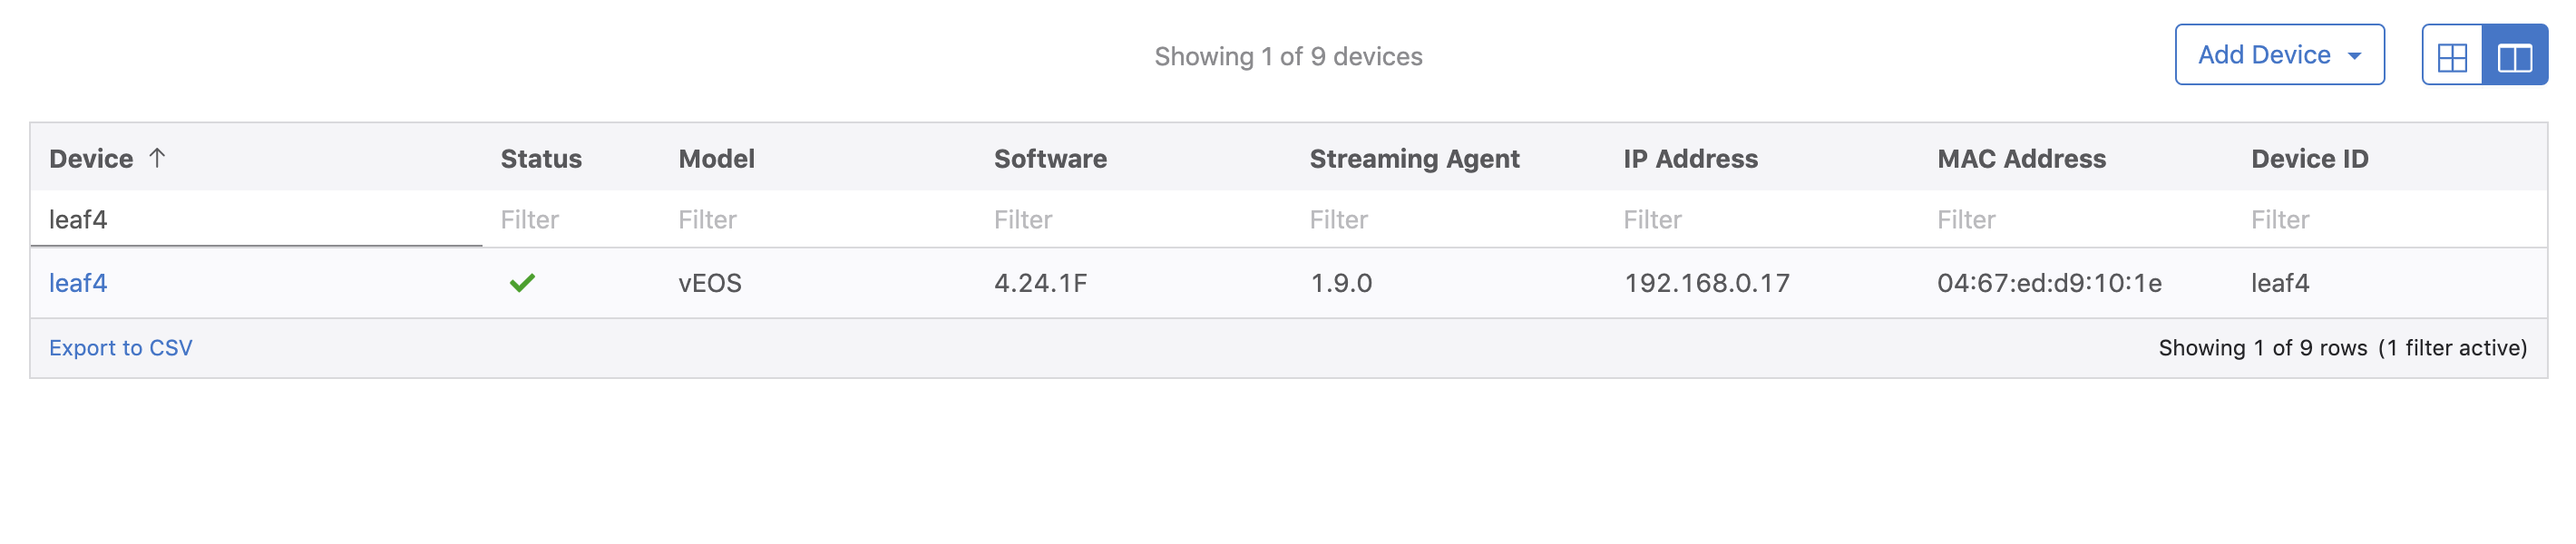 Showing 1 of 9 devices
Add Device
Device ↑ Status Model Software Streaming Agent IP Address MAC Address Device ID
leaf4 Filter Filter Filter Filter Filter Filter Filter
leaf4 vEOS 4.24.1F 1.9.0 192.168.0.17 04:67:ed:d9:10:1e leaf4
Export to CSV Showing 1 of 9 rows (1 filter active)